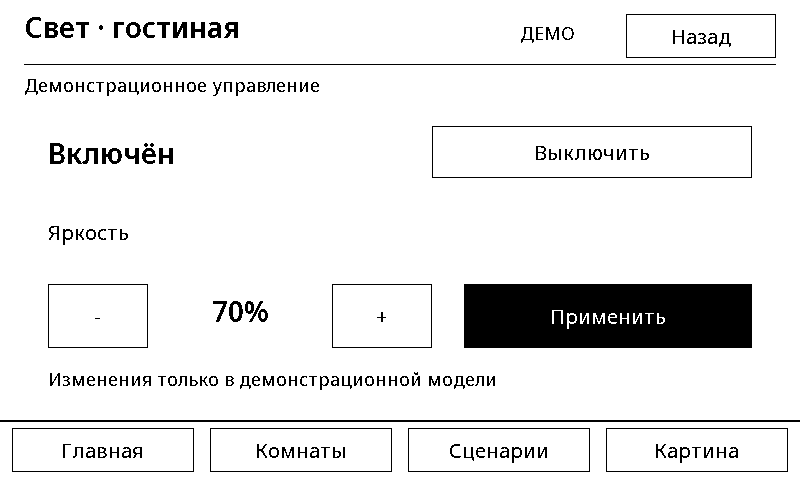 Свет · гостиная
ДЕМО
Назад
Демонстрационное управление
Включён
Выключить
Яркость
-
70%
+
Применить
Изменения только в демонстрационной модели
Главная
Комнаты
Сценарии
Картина